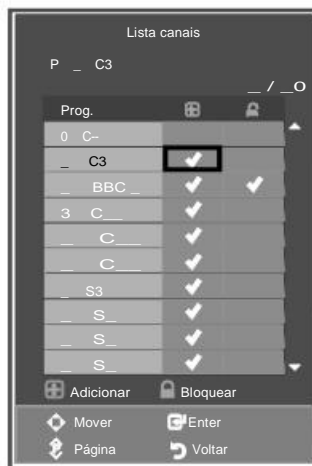 Lista canais
P _ C3
_ / _0
Prog.
0 C--
_ C3
_ BBC _
3 C__
_ C__
_ C__
_ S3
_ S_
_ S_
_ S_
Adicionar Bloquear
Mover Enter
Página Voltar